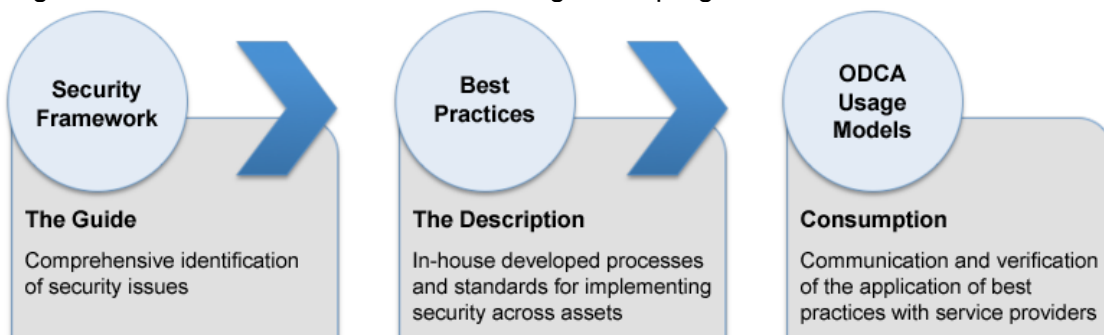 Security
Framework
Best
Practices
ODCA
Usage
Models
The Guide
Comprehensive identification
of security issues
The Description
In-house developed processes
and standards for implementing
security across assets
Consumption
Communication and verification
of the application of best
practices with service providers